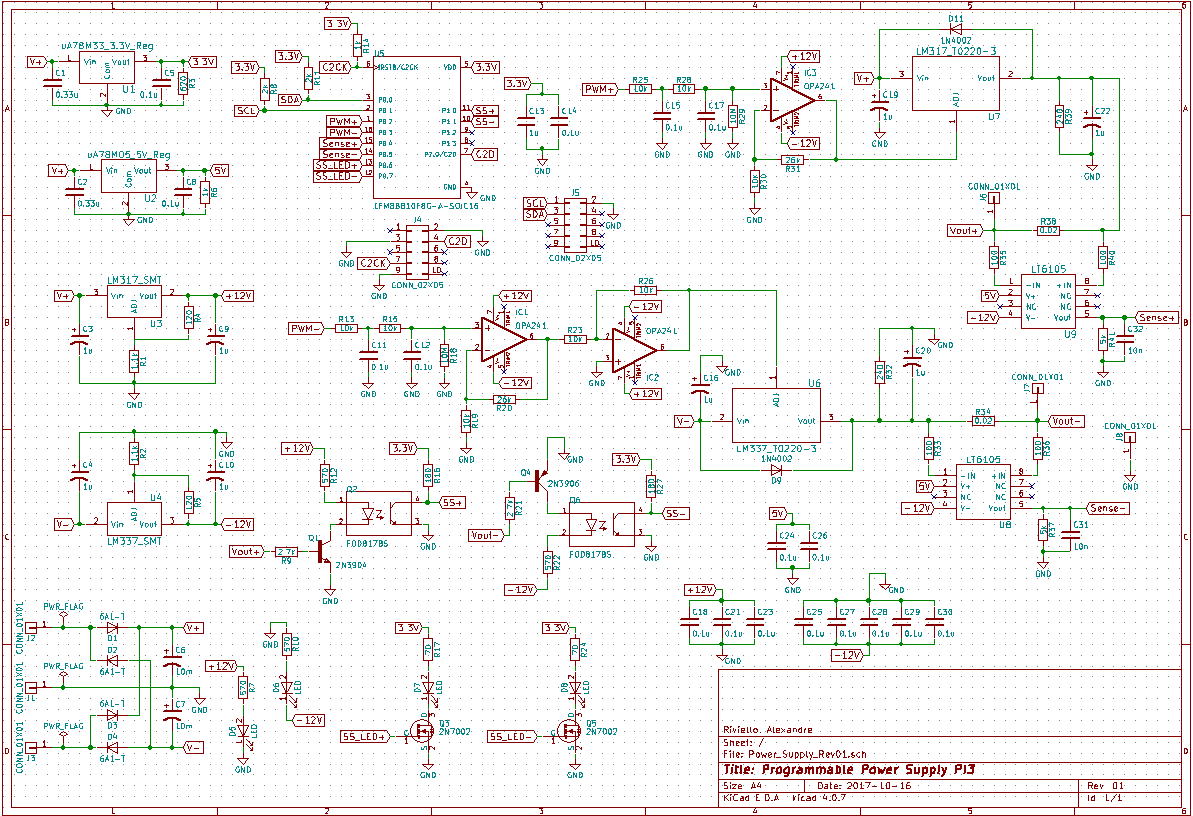 1 2 3 4 5 6
uA78M33_3.3V_Reg
V+
Vin Vout
Com
U1
3.3V
C1
0.33u
C5
0.1u
R3
670
GND
uA78M05_5V_Reg
V+
Vin Vout
Com
U2
5V
C2
0.33u
C8
0.1u
R6
1k
GND
LM317_SMT
V+
Vin Vout
ADJ
U3
+12V
C3
1u
R1
1.1k
R4
120
C9
1u
GND
C4
1u
R2
1.1k
R5
120
C10
1u
GND
V-
Vin Vout
ADJ
U4
-12V
LM337_SMT
3.3V
R14
1k
C2CK
3.3V
R11
2k
3.3V
R8
2k
SDA
SCL
U5
RST8/C2CK
VDD
3.3V
P0.0
P0.1
P0.2
P0.3
P0.4
P0.5
P0.6
P0.7
P1.0
P1.1
P1.2
P1.3
P2.0/C2D
GND
PWM+
PWM-
Sense+
Sense-
SS_LED+
SS_LED-
SS+
SS-
C2D
GND
EFM8BB10F8G-A-SOIC16
3.3V
C13
1u
C14
0.1u
GND
J4
C2D
C2CK
GND
CONN_02X05
J5
SCL
SDA
GND
CONN_02X05
PWM+
R25
10k
R28
10k
C15
0.1u
C17
0.1u
R29
10M
GND
+12V
IC3
OPA241
-12V
R31
26k
R30
10k
GND
D11
1N4002
LM317_TO220-3
V+
Vin Vout
ADJ
U7
C19
1u
GND
R39
240
C22
1u
GND
CONN_01X01
J6
Vout+
R38
0.02
R35
100
R40
100
LT6105
-IN +IN
V+ NC
NC NC
V- Vout
U9
5V
-12V
Sense+
R41
5k
C32
10n
GND
PWM-
R13
10k
R15
10k
C11
0.1u
C12
0.1u
R18
10M
GND
+12V
IC1
OPA241
-12V
R20
26k
R19
10k
GND
R23
10k
R26
10k
-12V
OPA241
IC2
+12V
GND
C16
1u
GND
V-
U6
Vin Vout
ADJ
LM337_TO220-3
1N4002
D9
R32
240
C20
1u
GND
CONN_01X01
J7
R34
0.02
Vout-
R33
100
R36
100
LT6105
-IN +IN
V+ NC
NC NC
V- Vout
U8
5V
-12V
Sense-
R37
5k
C31
10n
GND
CONN_01X01
J8
GND
+12V
R12
570
3.3V
R16
180
Q2
FOD817BS
SS+
GND
Vout+
R9
2.7k
Q1
2N3904
GND
Q4
2N3906
GND
R21
2.7k
Vout-
3.3V
R27
180
Q6
FOD817BS
SS-
GND
R22
570
-12V
5V
C24
0.1u
C26
0.1u
GND
+12V
C18
0.1u
C21
0.1u
C23
0.1u
GND
C25
0.1u
C27
0.1u
C28
0.1u
C29
0.1u
C30
0.1u
GND
-12V
CONN_01X01
J2
PWR_FLAG
6A1-T
D1
D2
6A1-T
V+
C6
10m
CONN_01X01
J1
PWR_FLAG
GND
CONN_01X01
J3
PWR_FLAG
6A1-T
D3
D4
6A1-T
C7
10m
V-
+12V
R7
570
D5
LED
GND
GND
R10
570
D6
LED
-12V
3.3V
R17
70
D7
LED
Q3
2N7002
SS_LED+
GND
3.3V
R24
70
D8
LED
Q5
2N7002
SS_LED-
GND
Riviello, Alexandre
Sheet: /
File: Power_Supply_Rev01.sch
Title: Programmable Power Supply PI3
Size: A4 Date: 2017-10-16 Rev: 01
KiCad E.D.A. kicad 4.0.7 Id: 1/1